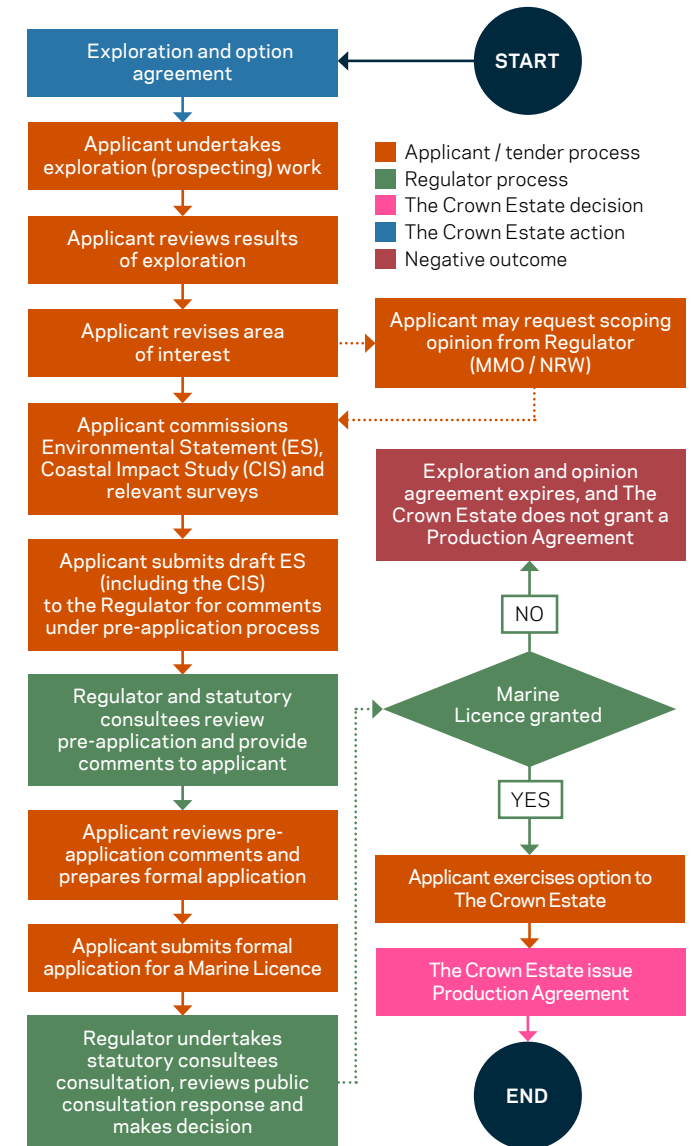 START
Exploration and option
agreement
Applicant undertakes
exploration (prospecting) work
Applicant reviews results
of exploration
Applicant revises area
of interest
Applicant / tender process
Regulator process
The Crown Estate decision
The Crown Estate action
Negative outcome
Applicant may request scoping
opinion from Regulator
(MMO / NRW)
Applicant commissions
Environmental Statement (ES),
Coastal Impact Study (CIS) and
relevant surveys
Applicant submits draft ES
(including the CIS)
to the Regulator for comments
under pre-application process
Regulator and statutory
consultees review
pre-application and provide
comments to applicant
Applicant reviews pre-
application comments and
prepares formal application
Applicant submits formal
application for a Marine Licence
Regulator undertakes
statutory consultees
consultation, reviews public
consultation response and
makes decision
Marine
Licence granted
NO
Exploration and opinion
agreement expires, and The
Crown Estate does not grant a
Production Agreement
YES
Applicant exercises option to
The Crown Estate
The Crown Estate issue
Production Agreement
END